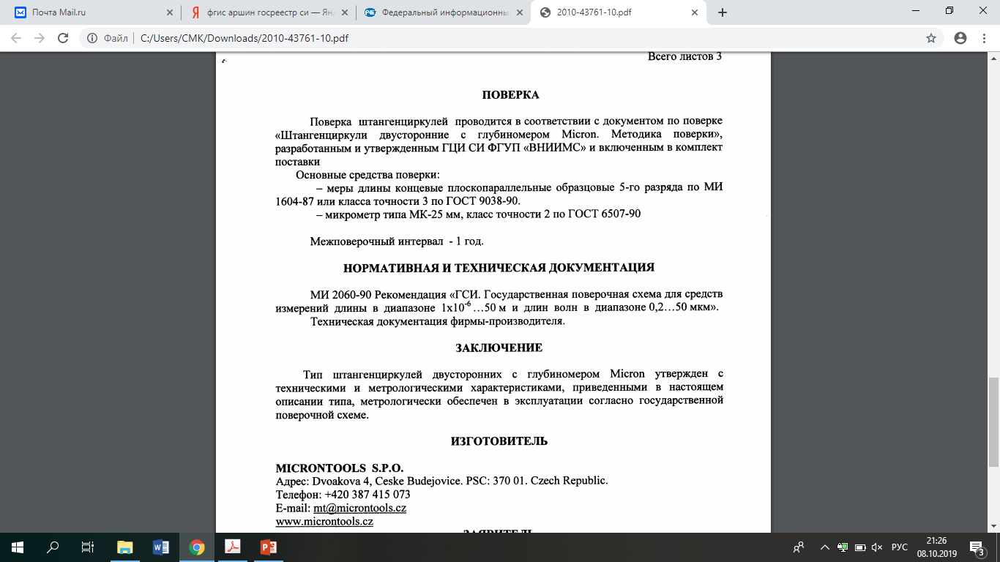 Почта Mail.ru
фгис аршин госреестр си — Ян
Федеральный информационны
2010-43761-10.pdf
Файл
C:/Users/CMK/Downloads/2010-43761-10.pdf
Всего листов 3
ПОВЕРКА
Поверка штангенциркулей проводится в соответствии с документом по поверке
«Штангенциркули двусторонние с глубиномером Micron. Методика поверки»,
разработанным и утвержденным ГЦИ СИ ФГУП «ВНИИМС» и включенным в комплект
поставки
Основные средства поверки:
– меры длины концевые плоскопараллельные образцовые 5-го разряда по МИ
1604-87 или класса точности 3 по ГОСТ 9038-90.
– микрометр типа МК-25 мм, класс точности 2 по ГОСТ 6507-90
Межповерочный интервал - 1 год.
НОРМАТИВНАЯ И ТЕХНИЧЕСКАЯ ДОКУМЕНТАЦИЯ
МИ 2060-90 Рекомендация «ГСИ. Государственная поверочная схема для средств
измерений длины в диапазоне 1x10⁻⁶ …50 м и длин волн в диапазоне 0,2…50 мкм».
Техническая документация фирмы-производителя.
ЗАКЛЮЧЕНИЕ
Тип штангенциркулей двусторонних с глубиномером Micron утвержден с
техническими и метрологическими характеристиками, приведенными в настоящем
описании типа, метрологически обеспечен в эксплуатации согласно государственной
поверочной схеме.
ИЗГОТОВИТЕЛЬ
MICRONTOOLS S.P.O.
Адрес: Dvoakova 4, Ceske Budejovice. PSC: 370 01. Czech Republic.
Телефон: +420 387 415 073
E-mail: mt@microntools.cz
www.microntools.cz
ЗАЯВИТЕЛЬ
РУС
21:26
08.10.2019
3